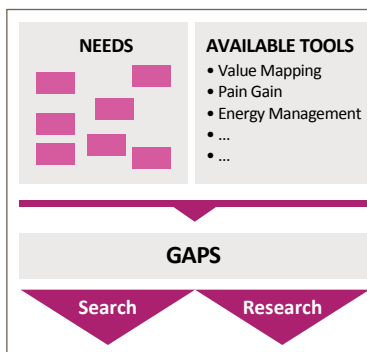 NEEDS
AVAILABLE TOOLS
• Value Mapping
• Pain Gain
• Energy Management
• ...
• ...
GAPS
Search
Research